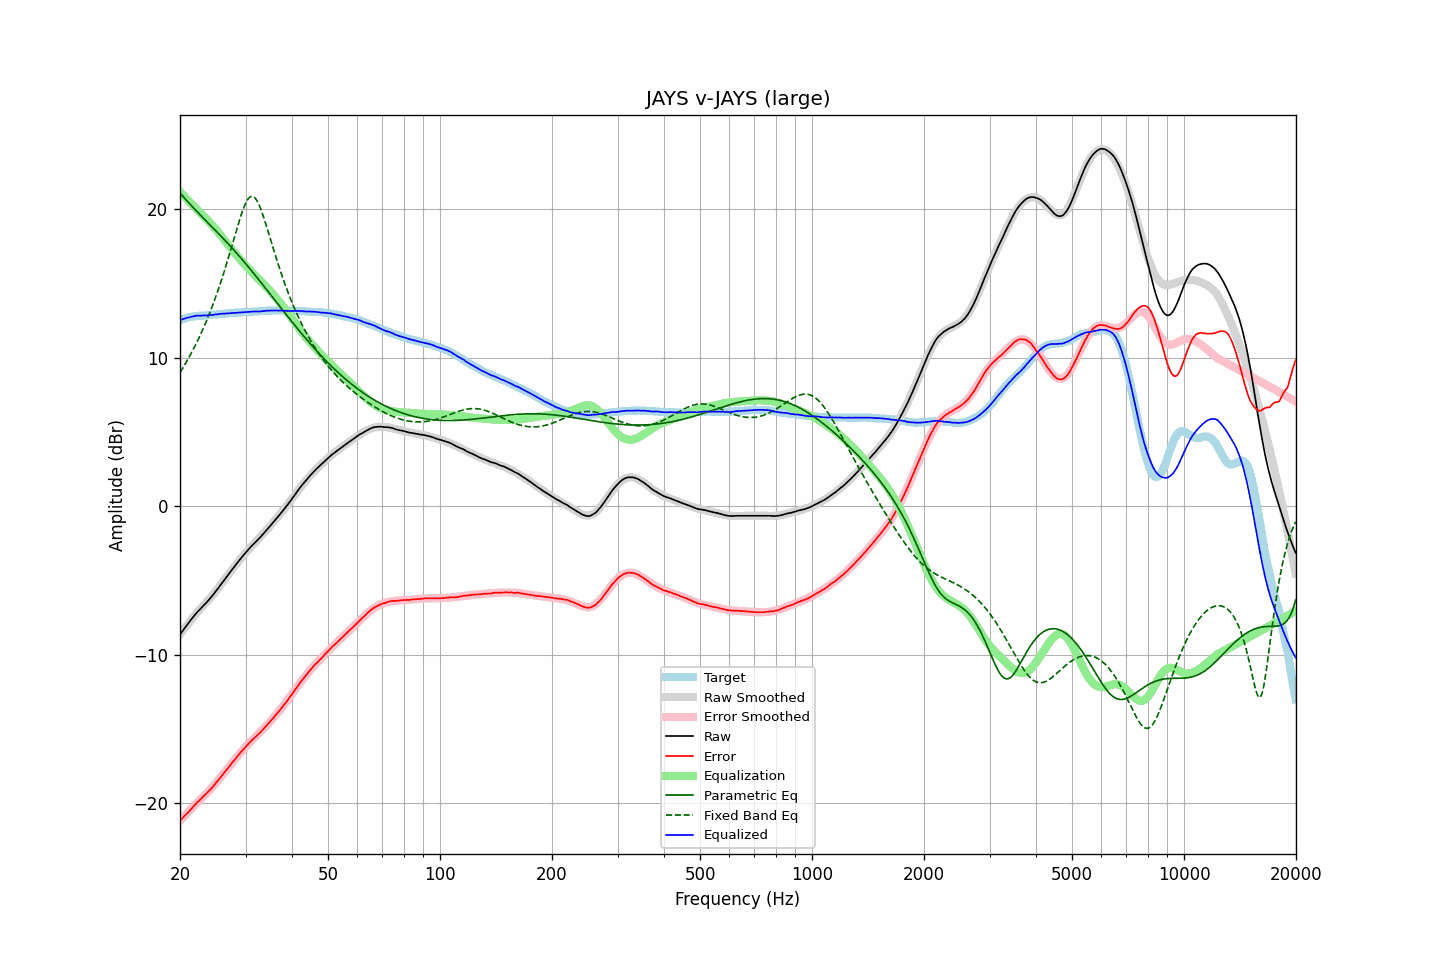 JAYS v-JAYS (large)
Amplitude (dBr)
20
10
0
−10
−20
Target
Raw Smoothed
Error Smoothed
Raw
Error
Equalization
Parametric Eq
Fixed Band Eq
Equalized
20 50 100 200 500 1000 2000 5000 10000 20000
Frequency (Hz)